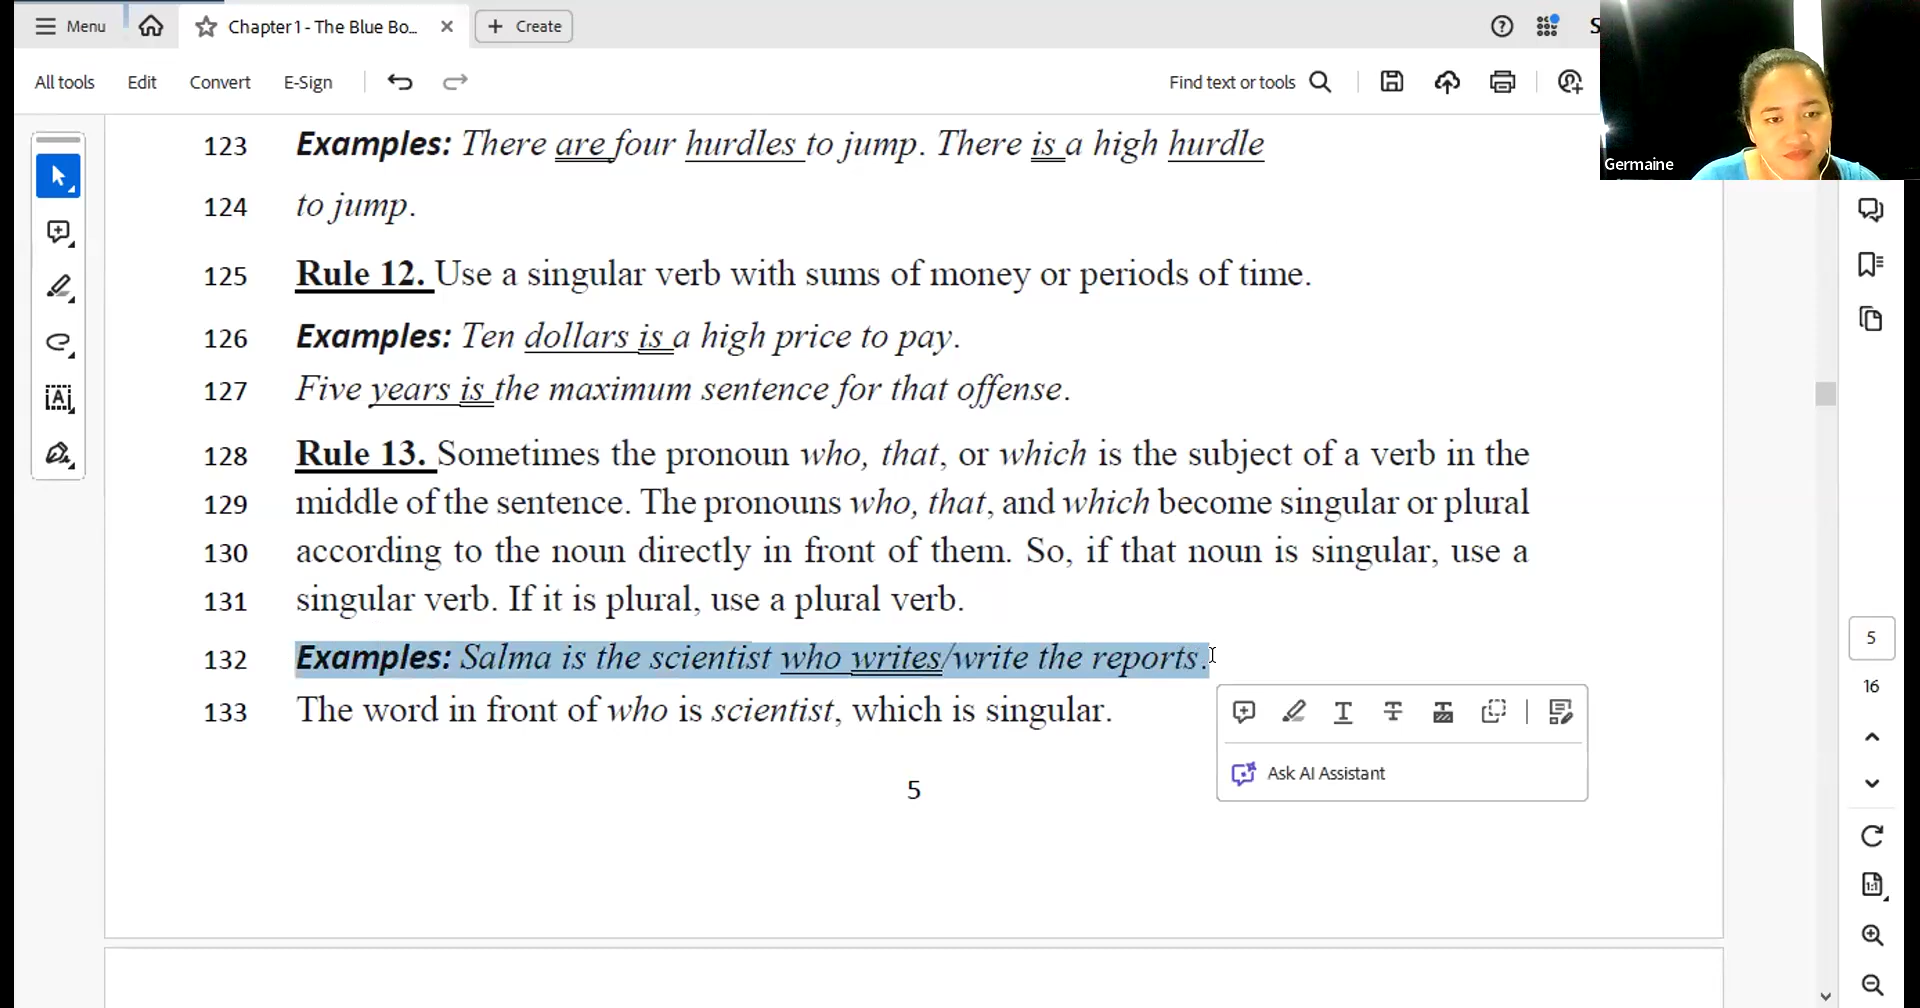 Menu
Chapter1 - The Blue Bo...
Create
All tools
Edit
Convert
E-Sign
Find text or tools
Germaine
123 Examples: There are four hurdles to jump. There is a high hurdle
124 to jump.
125 Rule 12. Use a singular verb with sums of money or periods of time.
126 Examples: Ten dollars is a high price to pay.
127 Five years is the maximum sentence for that offense.
128 Rule 13. Sometimes the pronoun who, that, or which is the subject of a verb in the
129 middle of the sentence. The pronouns who, that, and which become singular or plural
130 according to the noun directly in front of them. So, if that noun is singular, use a
131 singular verb. If it is plural, use a plural verb.
132 Examples: Salma is the scientist who writes/write the reports.
133 The word in front of who is scientist, which is singular.
Ask AI Assistant
5
5
16
1:1